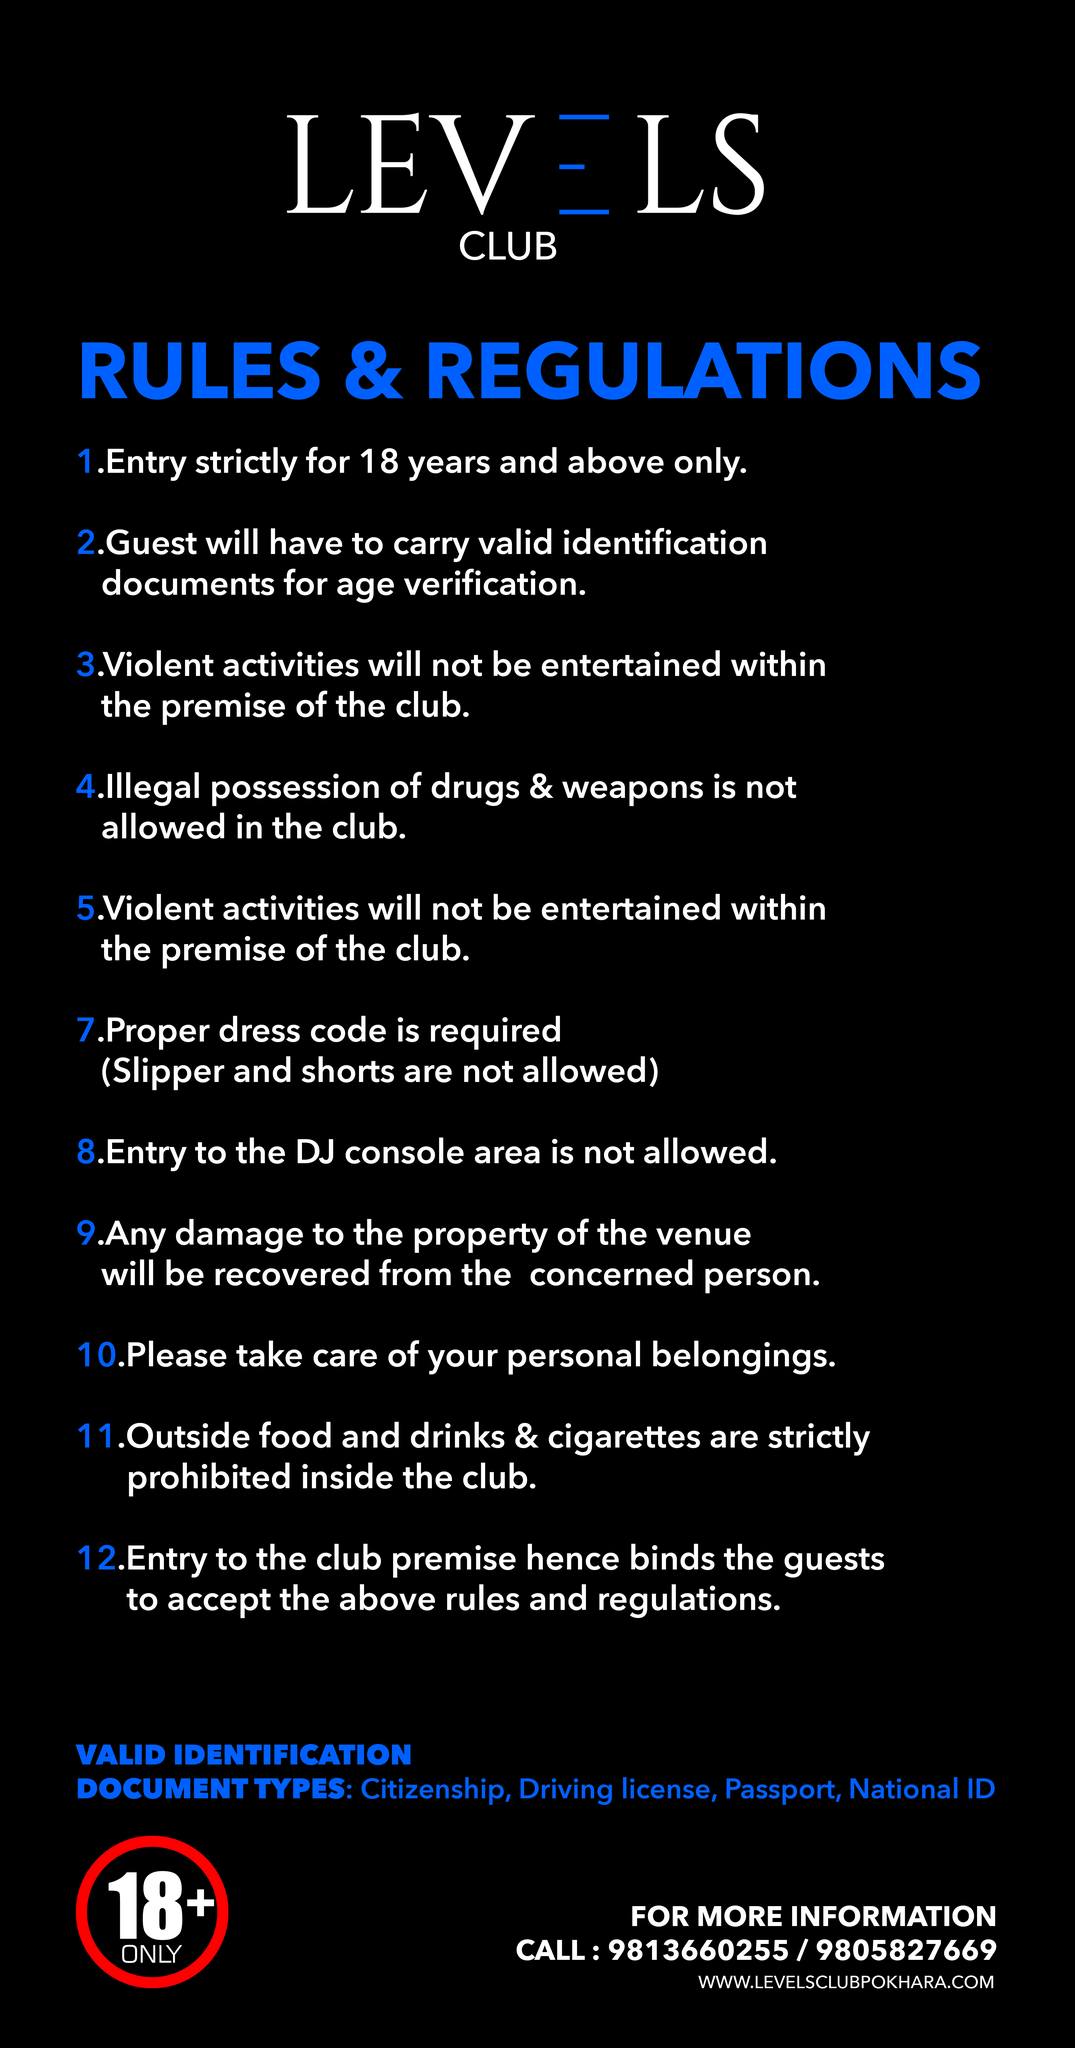 LEVELS
CLUB
RULES & REGULATIONS
1.Entry strictly for 18 years and above only.
2.Guest will have to carry valid identification
documents for age verification.
3.Violent activities will not be entertained within
the premise of the club.
4.Illegal possession of drugs & weapons is not
allowed in the club.
5.Violent activities will not be entertained within
the premise of the club.
7.Proper dress code is required
(Slipper and shorts are not allowed)
8.Entry to the DJ console area is not allowed.
9.Any damage to the property of the venue
will be recovered from the  concerned person.
10.Please take care of your personal belongings.
11.Outside food and drinks & cigarettes are strictly
prohibited inside the club.
12.Entry to the club premise hence binds the guests
to accept the above rules and regulations.
VALID IDENTIFICATION
DOCUMENT TYPES: Citizenship, Driving license, Passport, National ID
18+
ONLY
FOR MORE INFORMATION
CALL : 9813660255 / 9805827669
WWW.LEVELSCLUBPOKHARA.COM